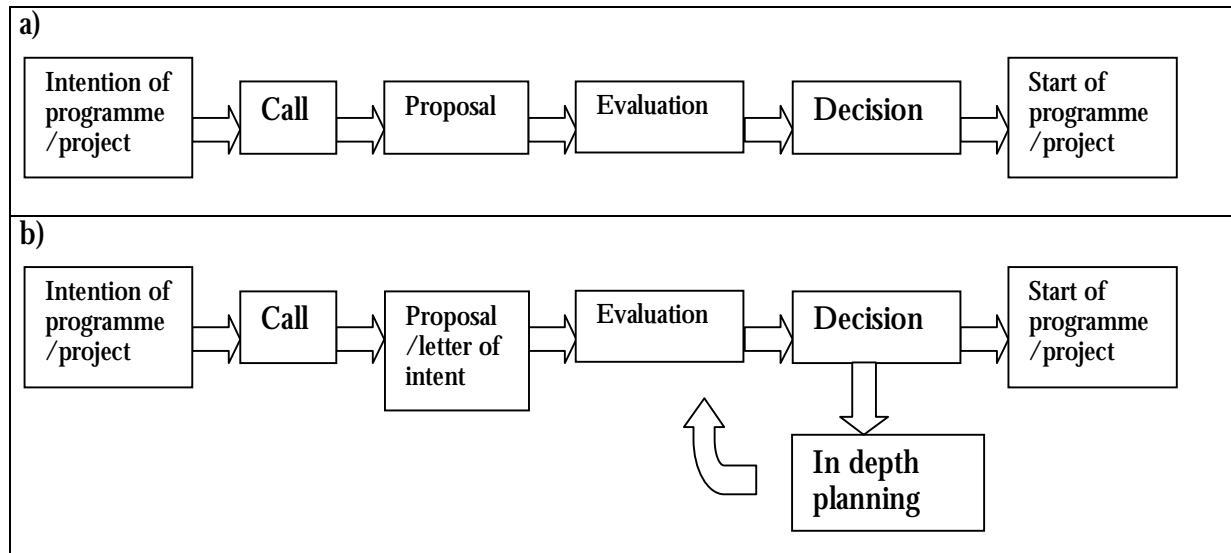 a)
Intention of
programme
/project
Call
Proposal
Evaluation
Decision
Start of
programme
/project
b)
Intention of
programme
/project
Call
Proposal
/letter of
intent
Evaluation
Decision
Start of
programme
/project
In depth
planning